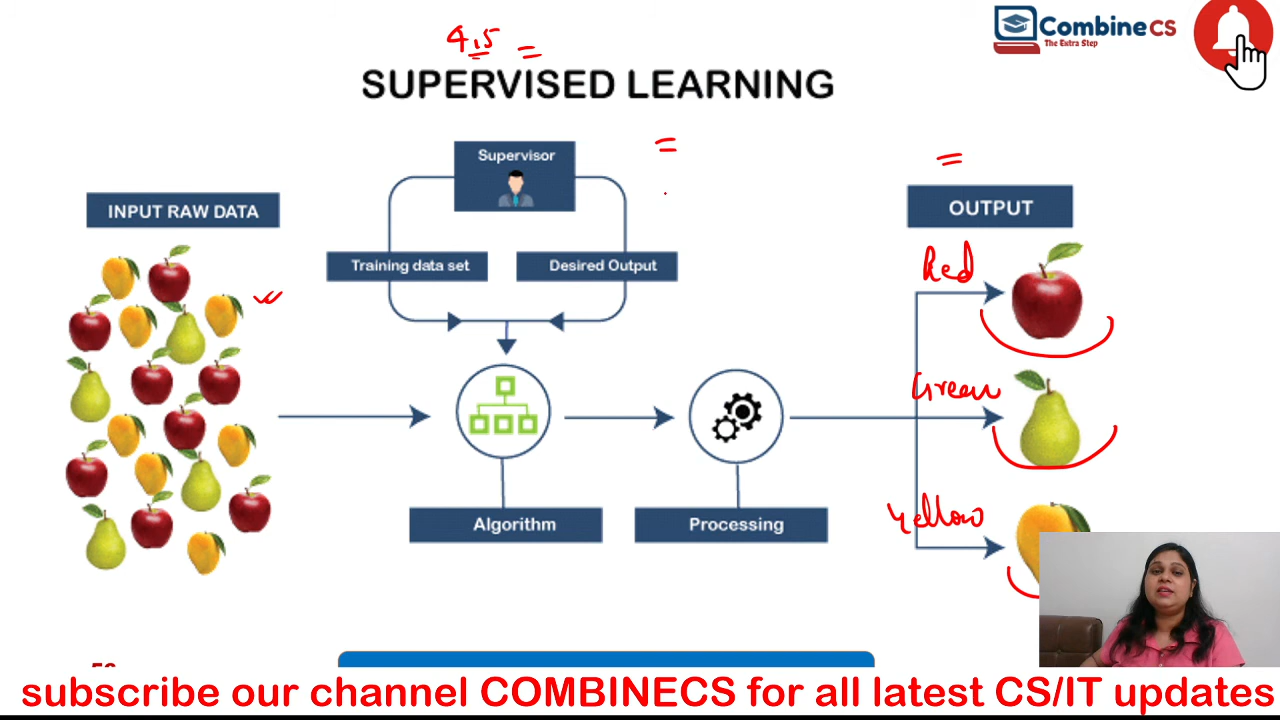 Combine CS
The Extra Step
4.5 =
SUPERVISED LEARNING
=
=
Supervisor
INPUT RAW DATA
OUTPUT
Training data set
Desired Output
Red
Green
Yellow
Algorithm
Processing
subscribe our channel COMBINECS for all latest CS/IT updates